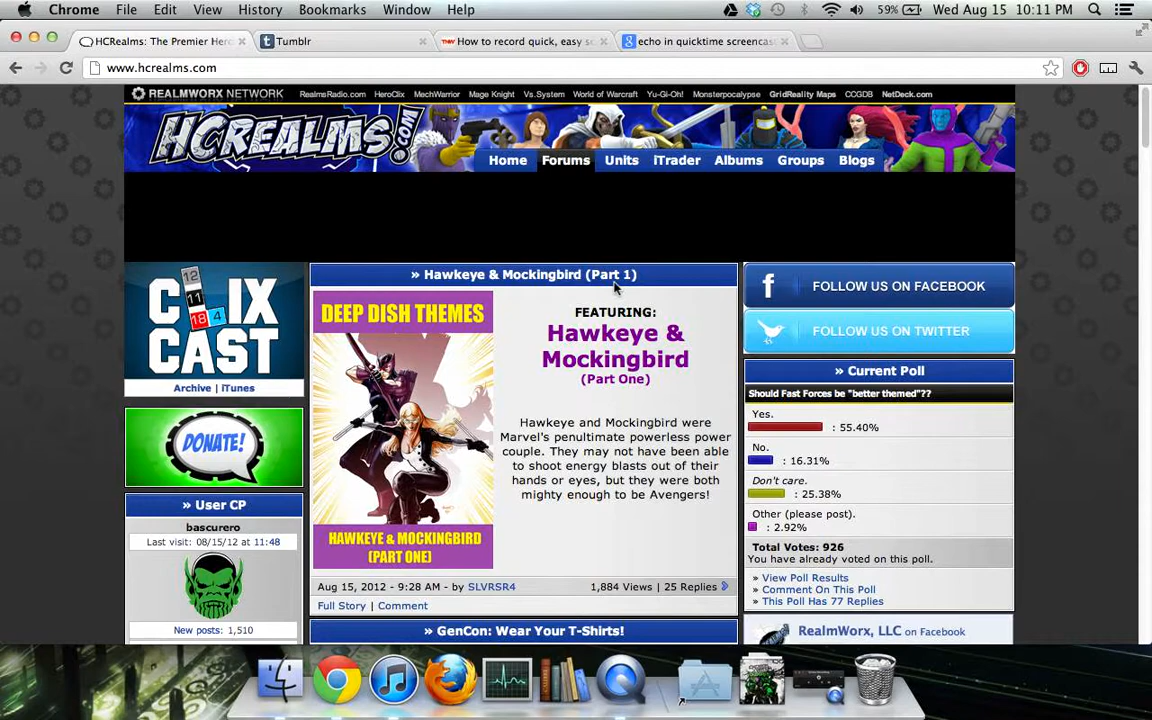 Chrome File Edit View History Bookmarks Window Help 59% Wed Aug 15 10:11 PM
HCRealms: The Premier Her
Tumblr
How to record quick, easy s
echo in quicktime screencas
www.hcrealms.com
REALMWORX NETWORK RealmsRadio.com HeroClix MechWarrior Mage Knight Vs.System World of Warcraft Yu-Gi-Oh! Monsterpocalypse GridReality Maps CCGDB NetDeck.com
HCREALMS.COM
Home Forums Units iTrader Albums Groups Blogs
12
11
18 4
CLIX
CAST
Archive | iTunes
DONATE!
» User CP
bascurero
Last visit: 08/15/12 at 11:48
New posts: 1,510
» Hawkeye & Mockingbird (Part 1)
DEEP DISH THEMES
HAWKEYE & MOCKINGBIRD
(PART ONE)
FEATURING:
Hawkeye &
Mockingbird
(Part One)
Hawkeye and Mockingbird were
Marvel's penultimate powerless power
couple. They may not have been able
to shoot energy blasts out of their
hands or eyes, but they were both
mighty enough to be Avengers!
Aug 15, 2012 - 9:28 AM - by SLVRSR4 1,884 Views | 25 Replies »
Full Story | Comment
» GenCon: Wear Your T-Shirts!
f FOLLOW US ON FACEBOOK
FOLLOW US ON TWITTER
» Current Poll
Should Fast Forces be "better themed"??
Yes.
: 55.40%
No.
: 16.31%
Don't care.
: 25.38%
Other (please post).
: 2.92%
Total Votes: 926
You have already voted on this poll.
» View Poll Results
» Comment On This Poll
» This Poll Has 77 Replies
RealmWorx, LLC on Facebook